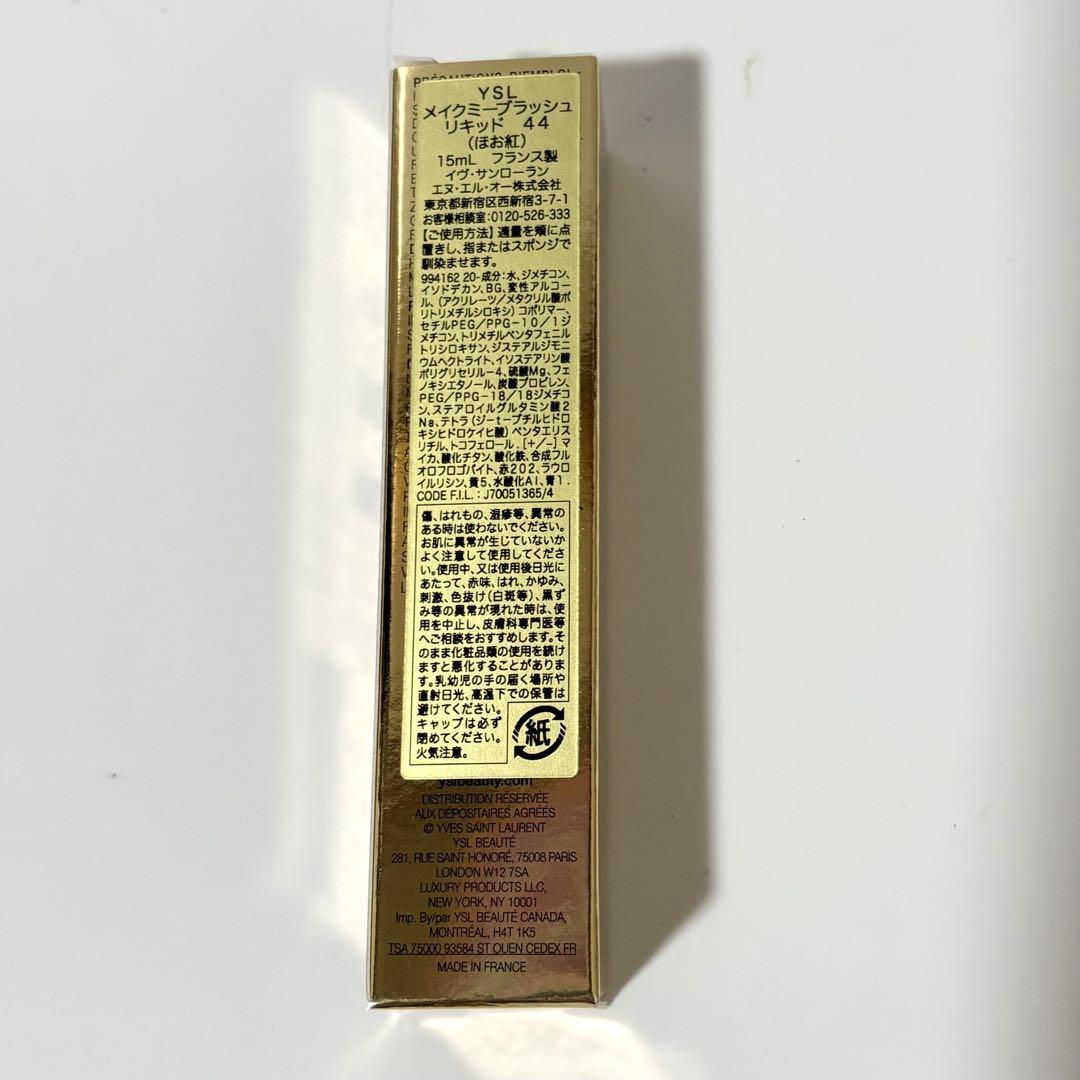 PRÉCAUTIONS D'EMPLOI :
YSL
メイクミーブラッシュ
リキッド 44
(ほお紅)
15mL フランス製
イヴ・サンローラン
エヌ・エル・オー株式会社
東京都新宿区西新宿3-7-1
お客様相談室:0120-526-333
【ご使用方法】適量を頬に点
置きし、指またはスポンジで
馴染ませます。
994162 20-成分:水、ジメチコン、
イソドデカン、BG、変性アルコー
ル、(アクリレーツ/メタクリル酸ポ
リトリメチルシロキシ)コポリマー、
セチルPEG/PPG-10/1ジ
メチコン、トリメチルペンタフェニル
トリシロキサン、ジステアルジモニ
ウムヘクトライト、イソステアリン酸
ポリグリセリル-4、硫酸Mg、フェ
ノキシエタノール、炭酸プロピレン、
PEG/PPG-18/18ジメチコ
ン、ステアロイルグルタミン酸2
Na、テトラ(ジ-t-ブチルヒドロ
キシヒドロケイヒ酸)ペンタエリス
リチル、トコフェロール、[+/-]マ
イカ、酸化チタン、酸化鉄、合成フル
オロフロゴパイト、赤202、ラウロ
イルリシン、黄5、水酸化Al、青1.
CODE F.I.L. : J70051365/4
傷、はれもの、湿疹等、異常の
ある時は使わないでください。
お肌に異常が生じていないか
よく注意して使用してくださ
い。使用中、又は使用後日光に
あたって、赤味、はれ、かゆみ、
刺激、色抜け(白斑等)、黒ず
み等の異常が現れた時は、使
用を中止し、皮膚科専門医等
へご相談をおすすめします。そ
のまま化粧品類の使用を続け
ますと悪化することがありま
す。乳幼児の手の届く場所や
直射日光、高温下での保管は
避けてください。
キャップは必ず
閉めてください。
火気注意。
紙
yslbeauty.com
DISTRIBUTION RÉSERVÉE
AUX DÉPOSITAIRES AGRÉÉS
© YVES SAINT LAURENT
YSL BEAUTÉ
281, RUE SAINT HONORÉ, 75008 PARIS
LONDON W12 7SA
LUXURY PRODUCTS LLC,
NEW YORK, NY 10001
Imp. By/par YSL BEAUTÉ CANADA,
MONTRÉAL, H4T 1K5
TSA 75000 93584 ST OUEN CEDEX FR
MADE IN FRANCE